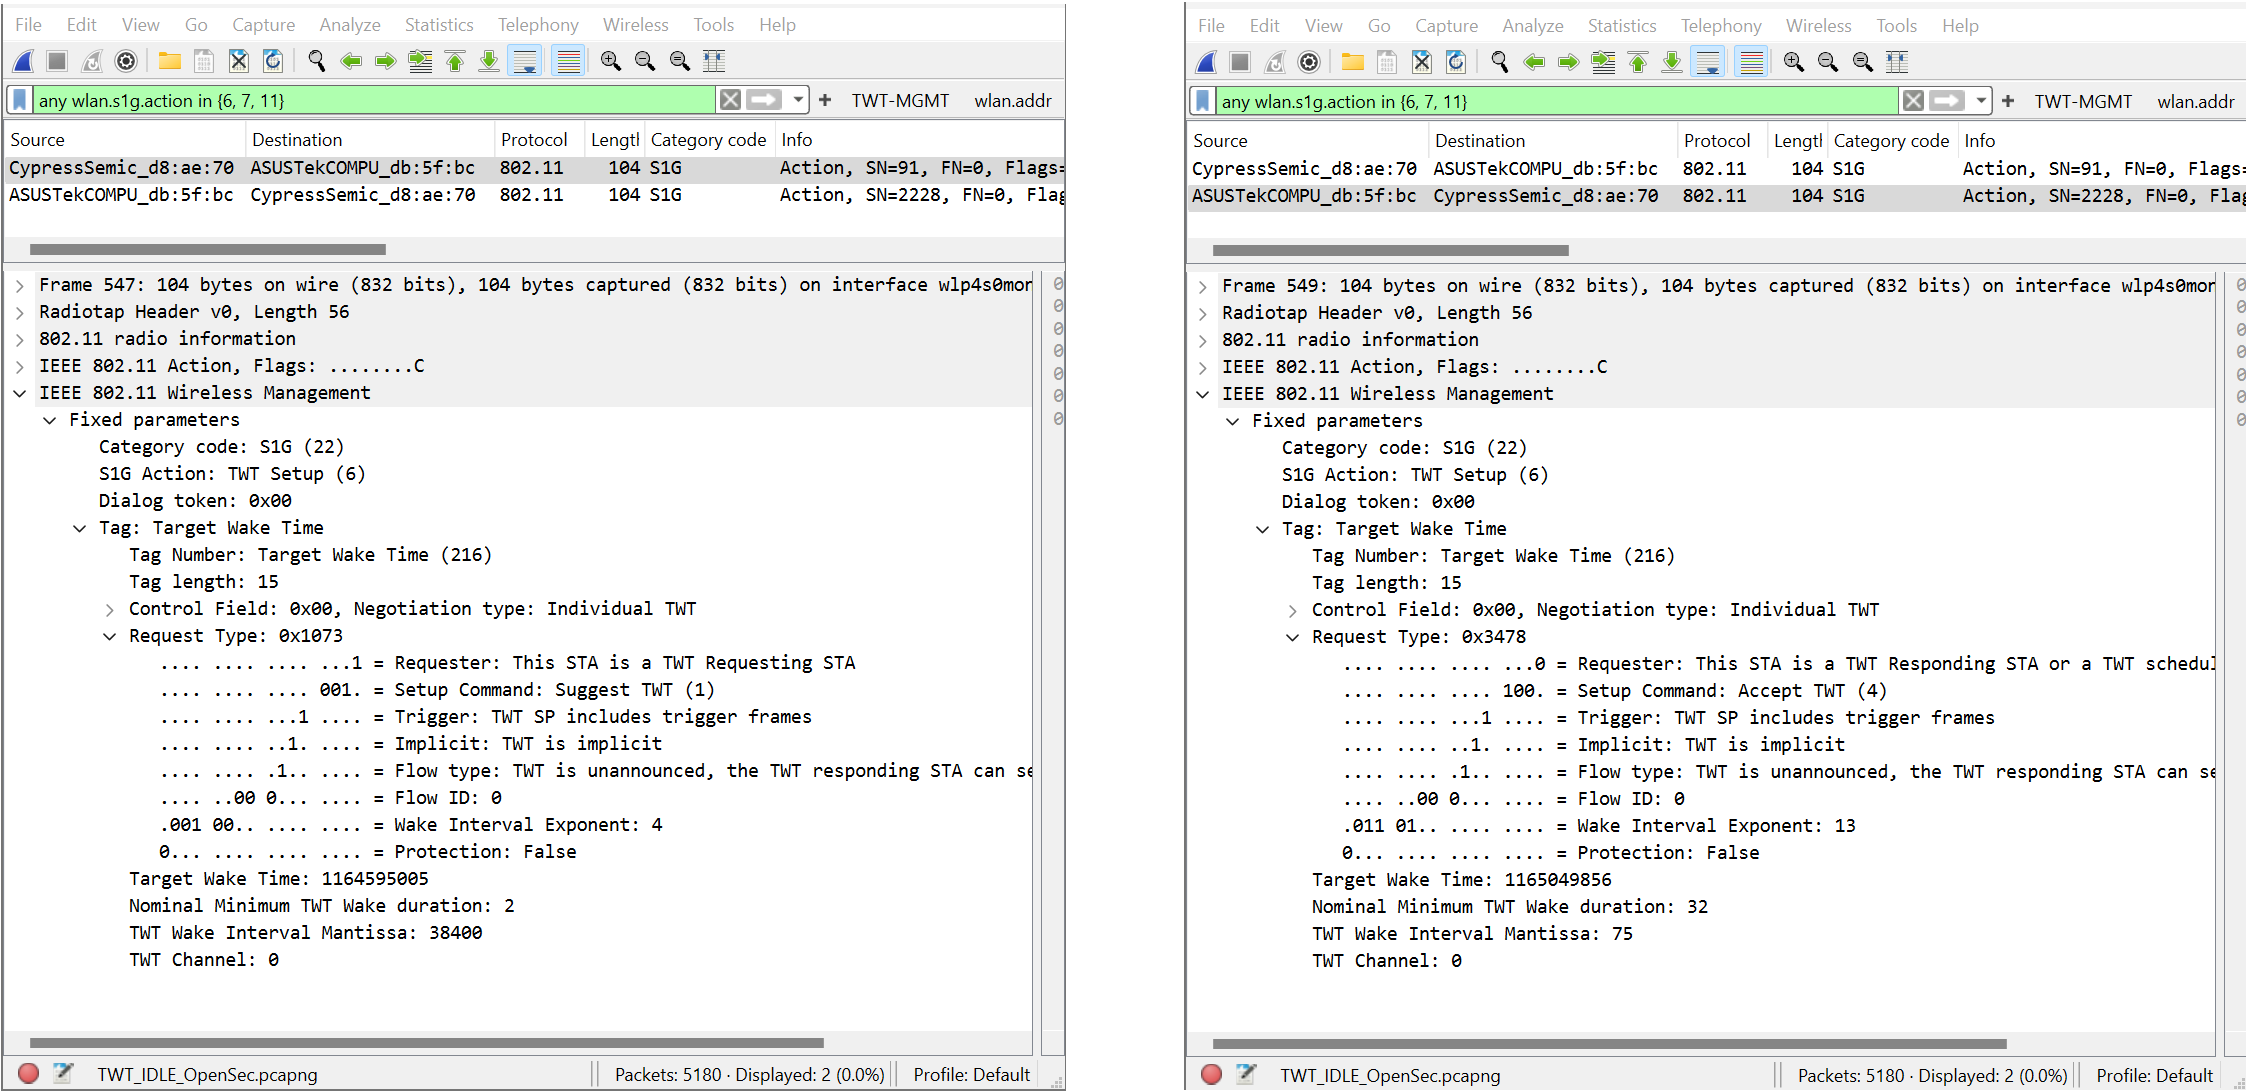 File Edit View Go Capture Analyze Statistics Telephony Wireless Tools Help
any wlan.s1g.action in {6, 7, 11} + TWT-MGMT wlan.addr
Source Destination Protocol Lengtl Category code Info
CypressSemic_d8:ae:70 ASUSTekCOMPU_db:5f:bc 802.11 104 S1G Action, SN=91, FN=0, Flags=
ASUSTekCOMPU_db:5f:bc CypressSemic_d8:ae:70 802.11 104 S1G Action, SN=2228, FN=0, Flag
Frame 547: 104 bytes on wire (832 bits), 104 bytes captured (832 bits) on interface wlp4s0mor
Radiotap Header v0, Length 56
802.11 radio information
IEEE 802.11 Action, Flags: ........C
IEEE 802.11 Wireless Management
Fixed parameters
Category code: S1G (22)
S1G Action: TWT Setup (6)
Dialog token: 0x00
Tag: Target Wake Time
Tag Number: Target Wake Time (216)
Tag length: 15
Control Field: 0x00, Negotiation type: Individual TWT
Request Type: 0x1073
.... .... .... ...1 = Requester: This STA is a TWT Requesting STA
.... .... .... 001. = Setup Command: Suggest TWT (1)
.... .... ...1 .... = Trigger: TWT SP includes trigger frames
.... .... ..1. .... = Implicit: TWT is implicit
.... .... .1.. .... = Flow type: TWT is unannounced, the TWT responding STA can se
.... ..00 0... .... = Flow ID: 0
.001 00.. .... .... = Wake Interval Exponent: 4
0... .... .... .... = Protection: False
Target Wake Time: 1164595005
Nominal Minimum TWT Wake duration: 2
TWT Wake Interval Mantissa: 38400
TWT Channel: 0
0
0
0
0
0
0
0
TWT_IDLE_OpenSec.pcapng Packets: 5180 · Displayed: 2 (0.0%) Profile: Default
File Edit View Go Capture Analyze Statistics Telephony Wireless Tools Help
any wlan.s1g.action in {6, 7, 11} + TWT-MGMT wlan.addr
Source Destination Protocol Lengtl Category code Info
CypressSemic_d8:ae:70 ASUSTekCOMPU_db:5f:bc 802.11 104 S1G Action, SN=91, FN=0, Flags=
ASUSTekCOMPU_db:5f:bc CypressSemic_d8:ae:70 802.11 104 S1G Action, SN=2228, FN=0, Flag
Frame 549: 104 bytes on wire (832 bits), 104 bytes captured (832 bits) on interface wlp4s0mor
Radiotap Header v0, Length 56
802.11 radio information
IEEE 802.11 Action, Flags: ........C
IEEE 802.11 Wireless Management
Fixed parameters
Category code: S1G (22)
S1G Action: TWT Setup (6)
Dialog token: 0x00
Tag: Target Wake Time
Tag Number: Target Wake Time (216)
Tag length: 15
Control Field: 0x00, Negotiation type: Individual TWT
Request Type: 0x3478
.... .... .... ...0 = Requester: This STA is a TWT Responding STA or a TWT schedul
.... .... .... 100. = Setup Command: Accept TWT (4)
.... .... ...1 .... = Trigger: TWT SP includes trigger frames
.... .... ..1. .... = Implicit: TWT is implicit
.... .... .1.. .... = Flow type: TWT is unannounced, the TWT responding STA can se
.... ..00 0... .... = Flow ID: 0
.011 01.. .... .... = Wake Interval Exponent: 13
0... .... .... .... = Protection: False
Target Wake Time: 1165049856
Nominal Minimum TWT Wake duration: 32
TWT Wake Interval Mantissa: 75
TWT Channel: 0
0
0
0
0
0
0
0
TWT_IDLE_OpenSec.pcapng Packets: 5180 · Displayed: 2 (0.0%) Profile: Default